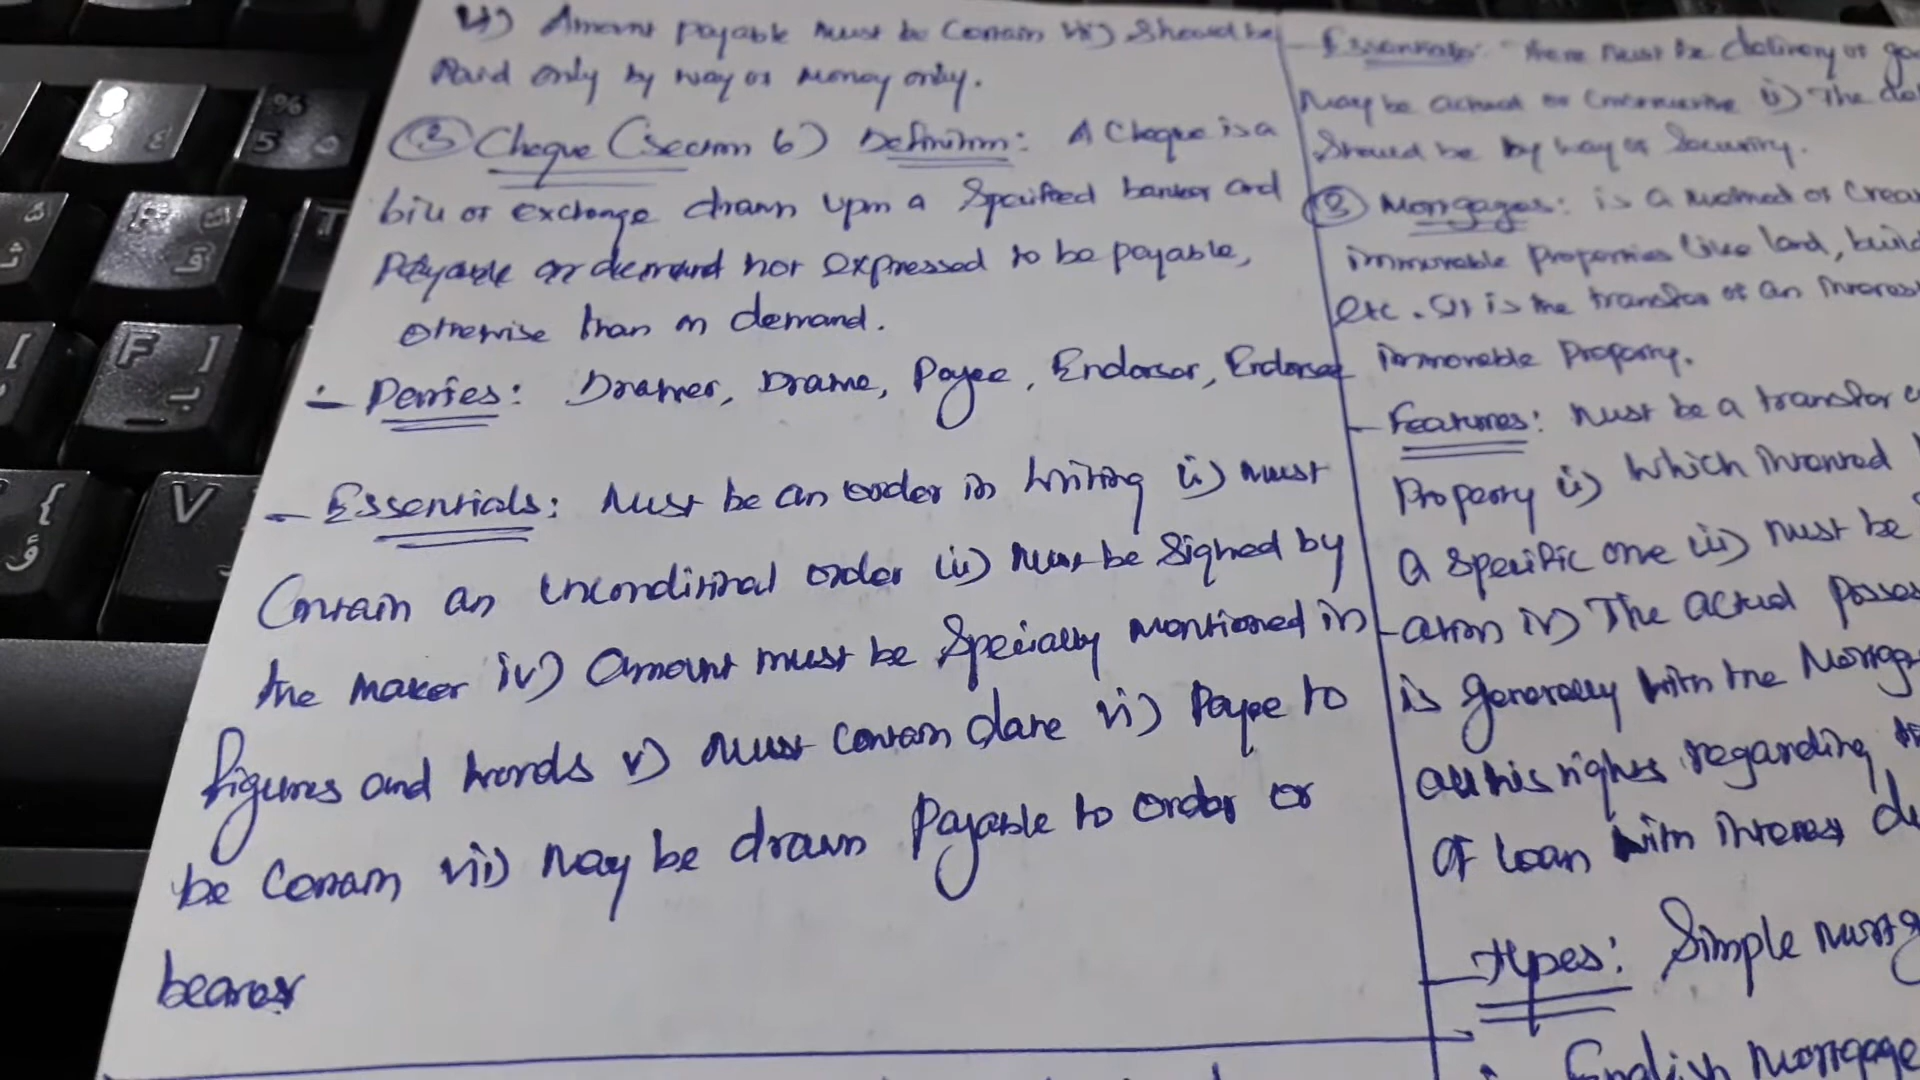 vi) Amount payable must be Contain vii) Should be
Paid only by way of money only.
③ Cheque (Section 6) Definition: A Cheque is a
bill of exchange drawn upon a Specified banker and
Payable on demand not expressed to be payable,
otherwise than on demand.
- Parties: Drawer, Drawee, Payee, Endorser, Endorsee
- Essentials: Must be an order in writing ii) must
Contain an unconditional order iii) Must be Signed by
the maker iv) Amount must be Specially mentioned in
figures and words v) Must contain date vi) Payee to
be Contain vii) May be drawn Payable to order or
bearer
- Essentials: There must be delivery of
May be actual or constructive ii) The
Should be by way of Security.
② Mortgages: is a method of
immovable Properties like land,
etc. It is the transfer of an interest
immovable Property.
- Features: Must be a transfer
Property ii) Which
a specific one iii) Must be
ation iv) The actual
is generally with the
all his rights regarding
of loan with interest
- Types: Simple
English Mortgage
% 5
F ]
V
{
T